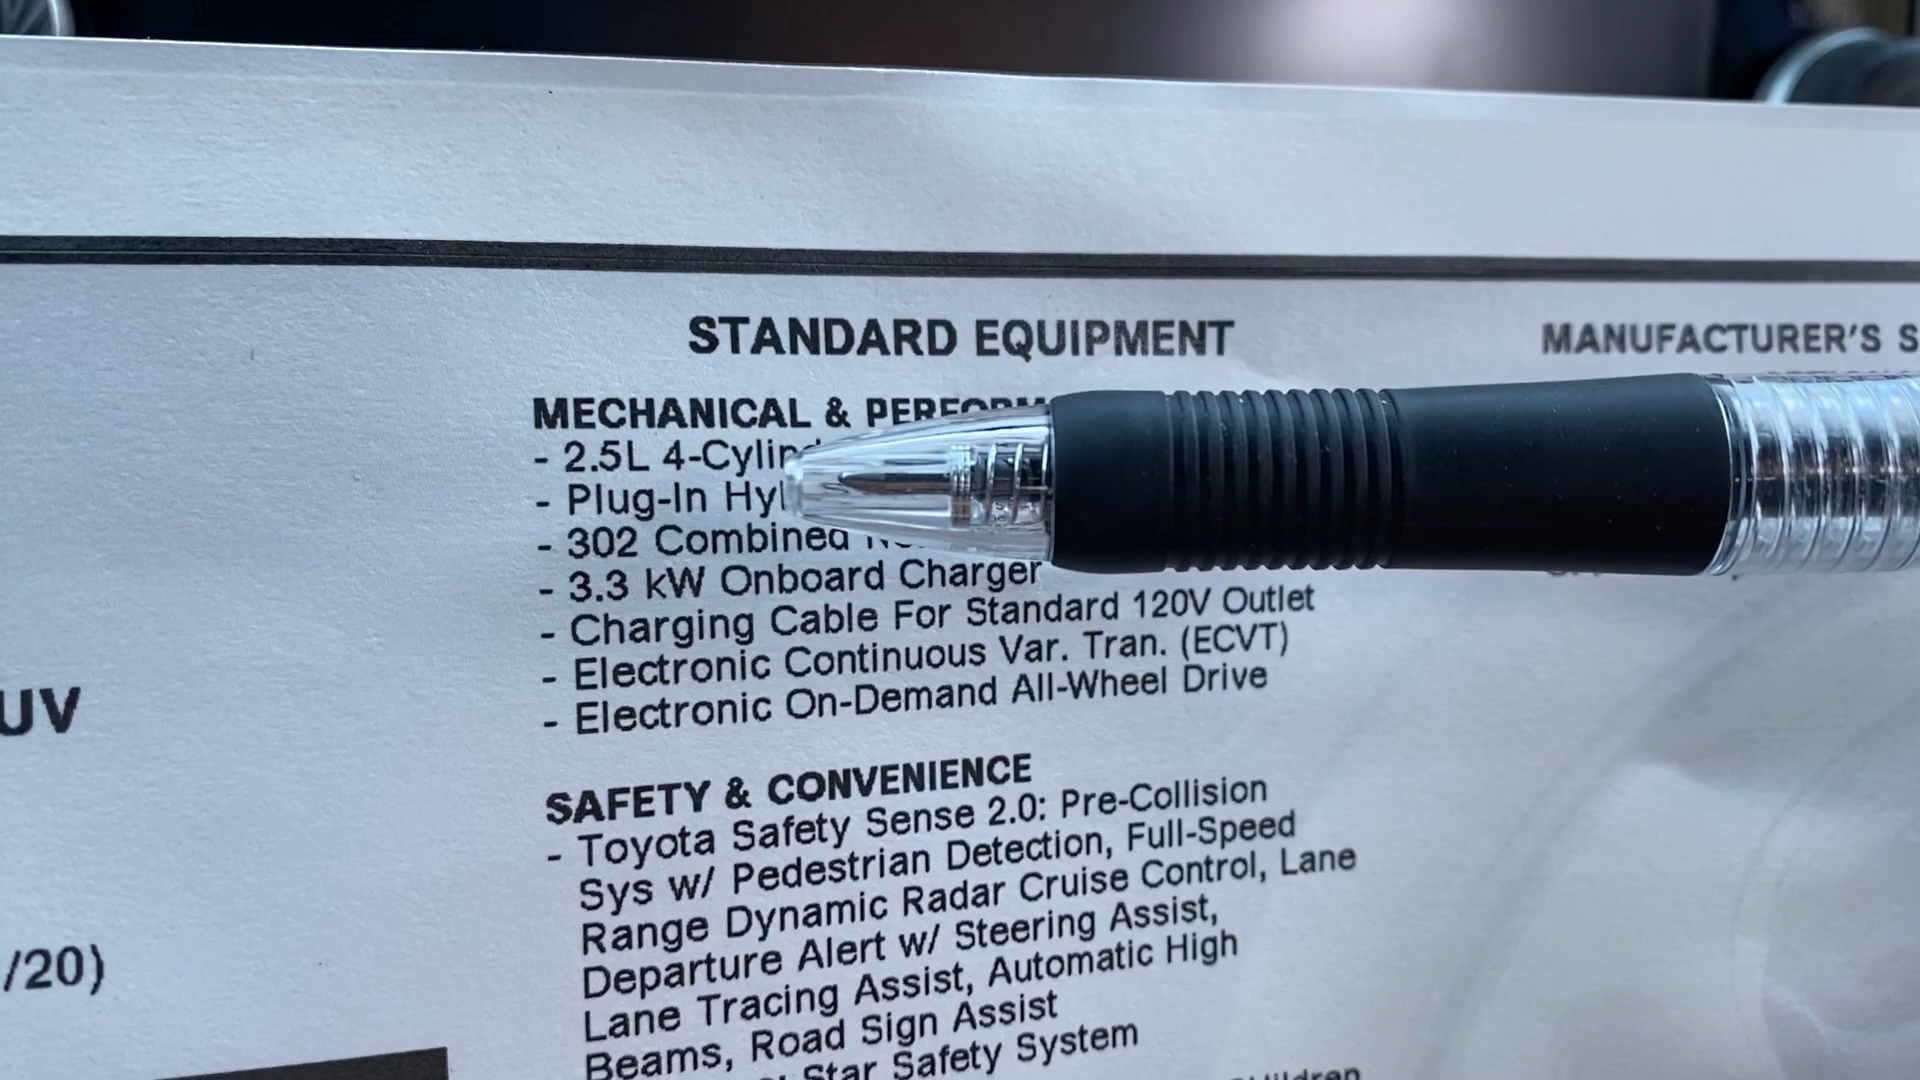 STANDARD EQUIPMENT
MANUFACTURER'S S
MECHANICAL & PERFORM
- 2.5L 4-Cylin
- Plug-In Hy
- 302 Combined
- 3.3 kW Onboard Charger
- Charging Cable For Standard 120V Outlet
- Electronic Continuous Var. Tran. (ECVT)
- Electronic On-Demand All-Wheel Drive
UV
SAFETY & CONVENIENCE
- Toyota Safety Sense 2.0: Pre-Collision
Sys w/ Pedestrian Detection, Full-Speed
Range Dynamic Radar Cruise Control, Lane
Departure Alert w/ Steering Assist,
Lane Tracing Assist, Automatic High
Beams, Road Sign Assist
Star Safety System
/20)